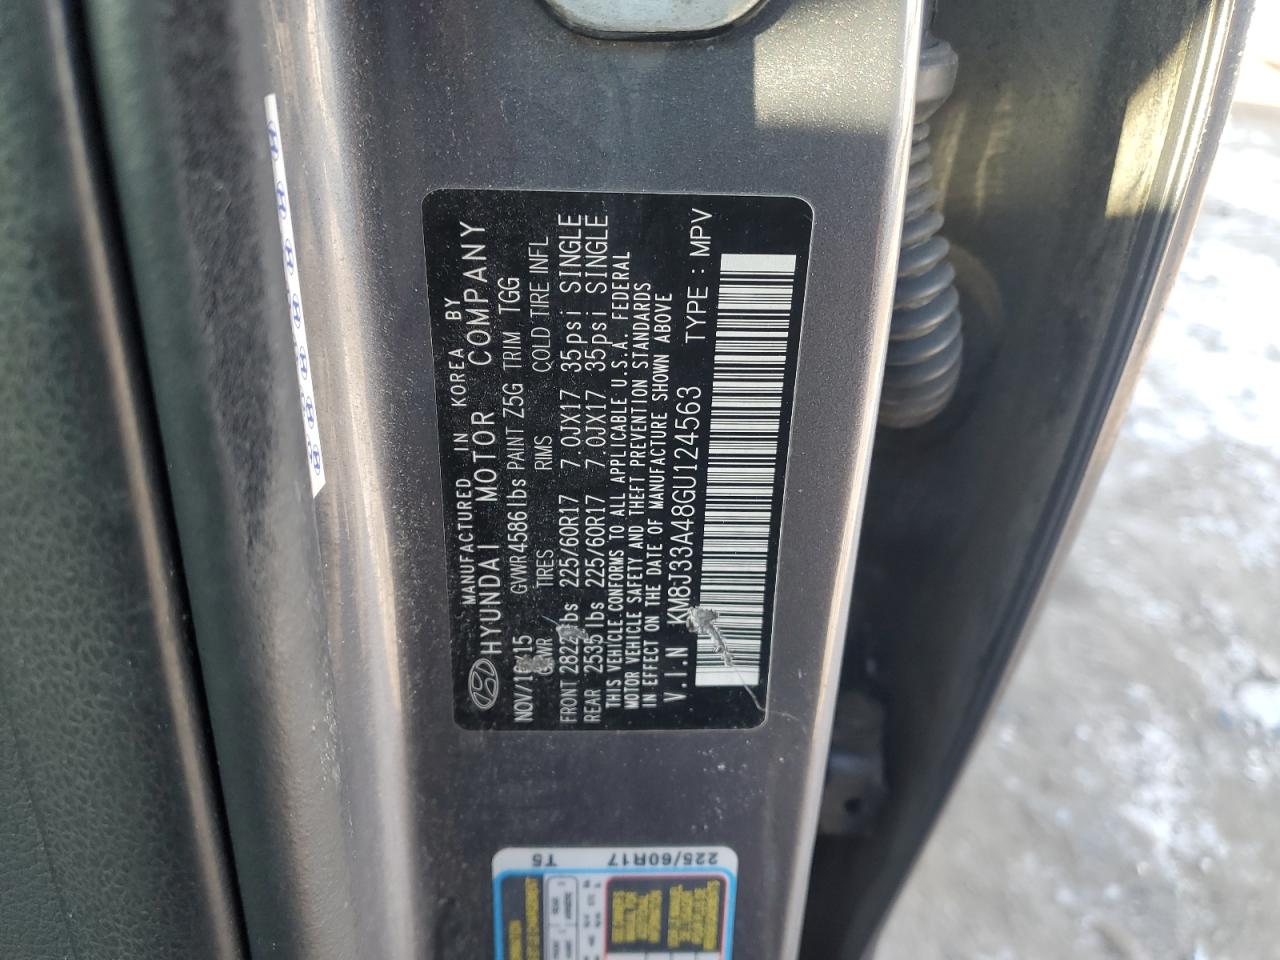 MANUFACTURED IN KOREA BY
HYUNDAI MOTOR COMPANY
GVWR 4586 lbs PAINT Z5G TRIM TGG
GAWR TIRES RIMS COLD TIRE INFL
FRONT lbs 225/60R17 7.0JX17 35psi SINGLE
REAR 2535 lbs 225/60R17 7.0JX17 35psi SINGLE
THIS VEHICLE CONFORMS TO ALL APPLICABLE U.S.A. FEDERAL
MOTOR VEHICLE SAFETY AND THEFT PREVENTION STANDARDS
IN EFFECT ON THE DATE OF MANUFACTURE SHOWN ABOVE
V.I.N KM8J33A48GU124563 TYPE : MPV
225/60R17
T5